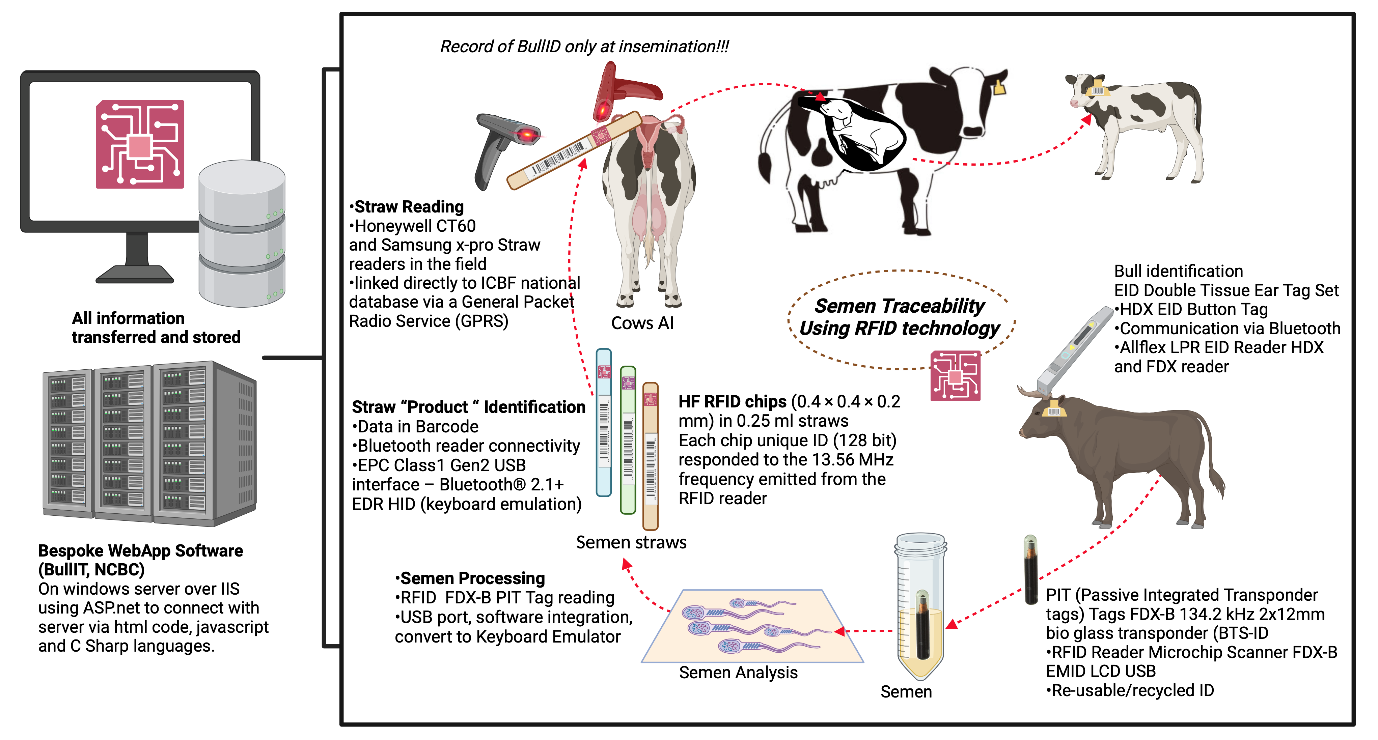 Record of BullID only at insemination!!!
•Straw Reading
•Honeywell CT60
and Samsung x-pro Straw
readers in the field
•linked directly to ICBF national
database via a General Packet
Radio Service (GPRS)
Cows AI
Semen Traceability
Using RFID technology
Bull identification
EID Double Tissue Ear Tag Set
•HDX EID Button Tag
•Communication via Bluetooth
•Allflex LPR EID Reader HDX
and FDX reader
All information
transferred and stored
Straw “Product “ Identification
•Data in Barcode
•Bluetooth reader connectivity
•EPC Class1 Gen2 USB
interface – Bluetooth® 2.1+
EDR HID (keyboard emulation)
HF RFID chips (0.4 × 0.4 × 0.2
mm) in 0.25 ml straws
Each chip unique ID (128 bit)
responded to the 13.56 MHz
frequency emitted from the
RFID reader
Semen straws
Bespoke WebApp Software
(BullIT, NCBC)
On windows server over IIS
using ASP.net to connect with
server via html code, javascript
and C Sharp languages.
•Semen Processing
•RFID  FDX-B PIT Tag reading
•USB port, software integration,
convert to Keyboard Emulator
Semen Analysis
Semen
PIT (Passive Integrated Transponder
tags) Tags FDX-B 134.2 kHz 2x12mm
bio glass transponder (BTS-ID
•RFID Reader Microchip Scanner FDX-B
EMID LCD USB
•Re-usable/recycled ID